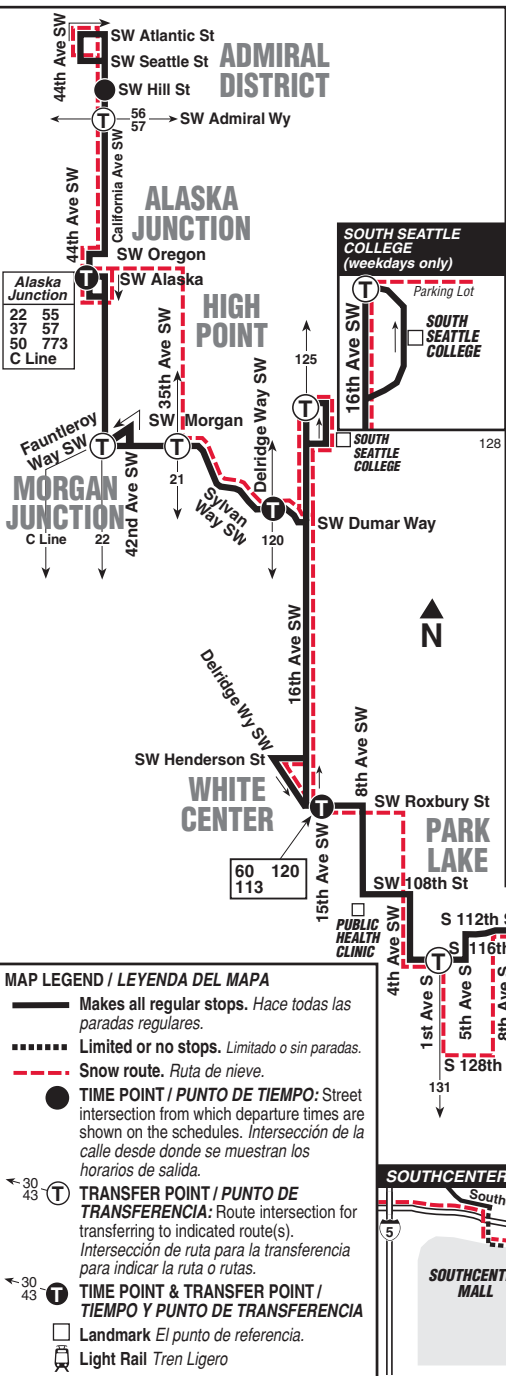 44th Ave SW
SW Atlantic St
SW Seattle St
ADMIRAL
DISTRICT
SW Hill St
56
57
SW Admiral Wy
California Ave SW
ALASKA
JUNCTION
44th Ave SW
SW Oregon
SW Alaska
Alaska
Junction
22 55
37 57
50 773
C Line
SOUTH SEATTLE
COLLEGE
(weekdays only)
Parking Lot
16th Ave SW
SOUTH
SEATTLE
COLLEGE
128
HIGH
POINT
35th Ave SW
125
Delridge Way SW
SW Morgan
Fauntleroy
Way SW
SOUTH
SEATTLE
COLLEGE
MORGAN
JUNCTION
42nd Ave SW
21
Sylvan
Way SW
120
SW Dumar Way
C Line
22
N
16th Ave SW
Delridge Wy SW
SW Henderson St
WHITE
CENTER
8th Ave SW
SW Roxbury St
PARK
LAKE
60 120
113
15th Ave SW
SW 108th St
PUBLIC
HEALTH
CLINIC
4th Ave SW
S 112th S
S 116th
1st Ave S
5th Ave S
8th Ave S
S 128th
131
MAP LEGEND / LEYENDA DEL MAPA
Makes all regular stops. Hace todas las
paradas regulares.
Limited or no stops. Limitado o sin paradas.
Snow route. Ruta de nieve.
TIME POINT / PUNTO DE TIEMPO: Street
intersection from which departure times are
shown on the schedules. Intersección de la
calle desde donde se muestran los
horarios de salida.
30
43
T
TRANSFER POINT / PUNTO DE
TRANSFERENCIA: Route intersection for
transferring to indicated route(s).
Intersección de ruta para la transferencia
para indicar la ruta o rutas.
30
43
T
TIME POINT & TRANSFER POINT /
TIEMPO Y PUNTO DE TRANSFERENCIA
Landmark El punto de referencia.
Light Rail Tren Ligero
SOUTHCENTER
South
5
SOUTHCENT
MALL